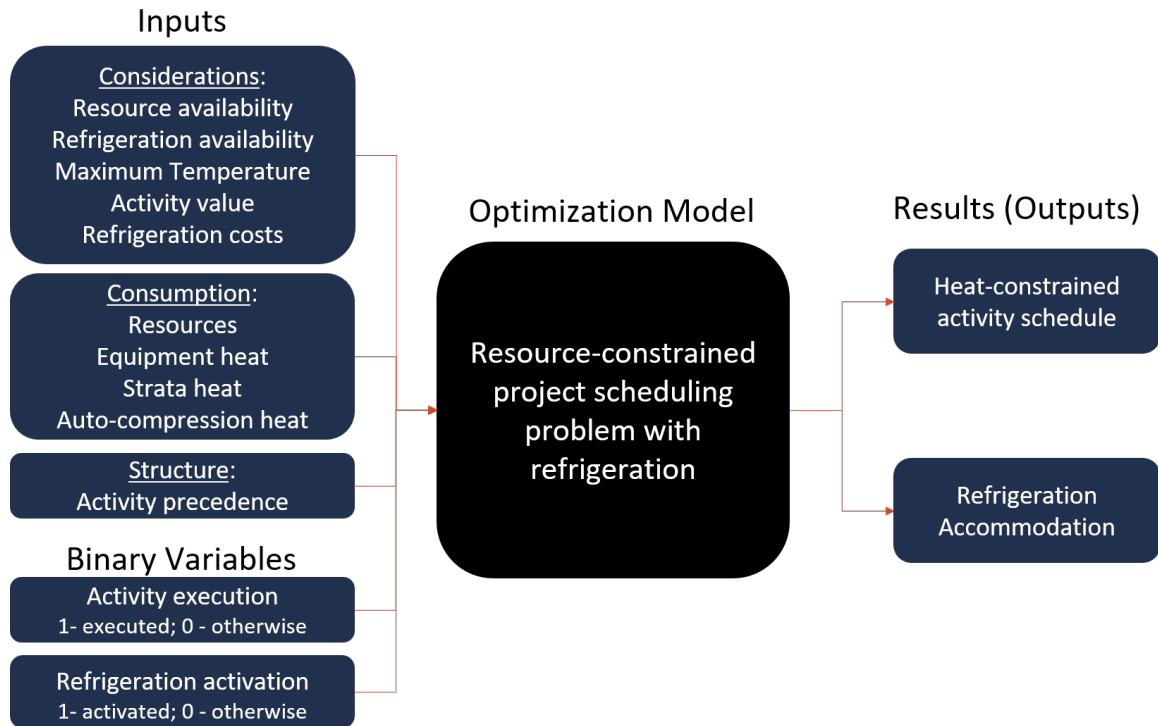 Inputs
Considerations:
Resource availability
Refrigeration availability
Maximum Temperature
Activity value
Refrigeration costs
Consumption:
Resources
Equipment heat
Strata heat
Auto-compression heat
Structure:
Activity precedence
Binary Variables
Activity execution
1- executed; 0 - otherwise
Refrigeration activation
1- activated; 0 - otherwise
Optimization Model
Resource-constrained
project scheduling
problem with
refrigeration
Results (Outputs)
Heat-constrained
activity schedule
Refrigeration
Accommodation